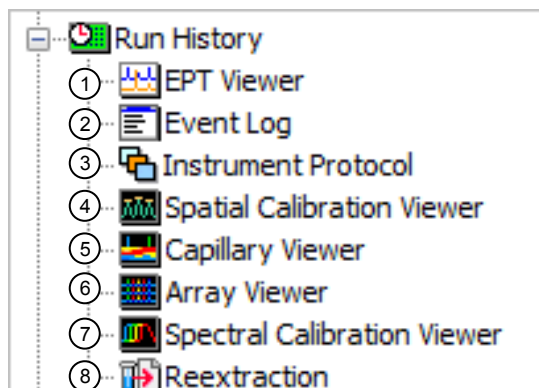 Run History
1 EPT Viewer
2 Event Log
3 Instrument Protocol
4 Spatial Calibration Viewer
5 Capillary Viewer
6 Array Viewer
7 Spectral Calibration Viewer
8 Reextraction